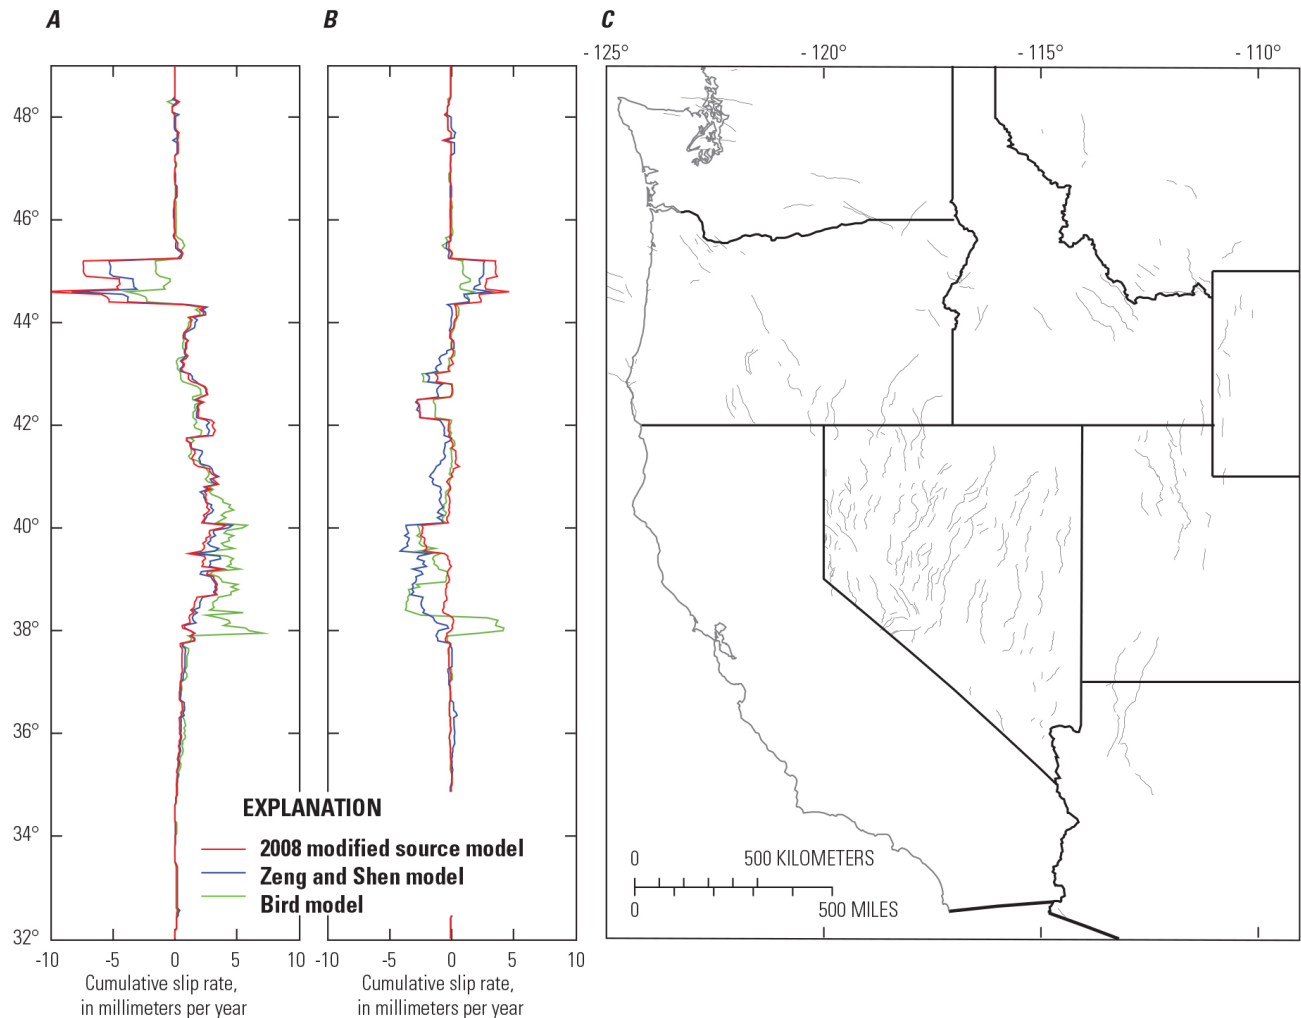 A
B
C
- 125°
- 120°
- 115°
- 110°
48°
46°
44°
42°
40°
38°
36°
34°
32°
EXPLANATION
2008 modified source model
Zeng and Shen model
Bird model
0 500 KILOMETERS
0 500 MILES
-10 -5 0 5 10
-10 -5 0 5 10
Cumulative slip rate,
in millimeters per year
Cumulative slip rate,
in millimeters per year